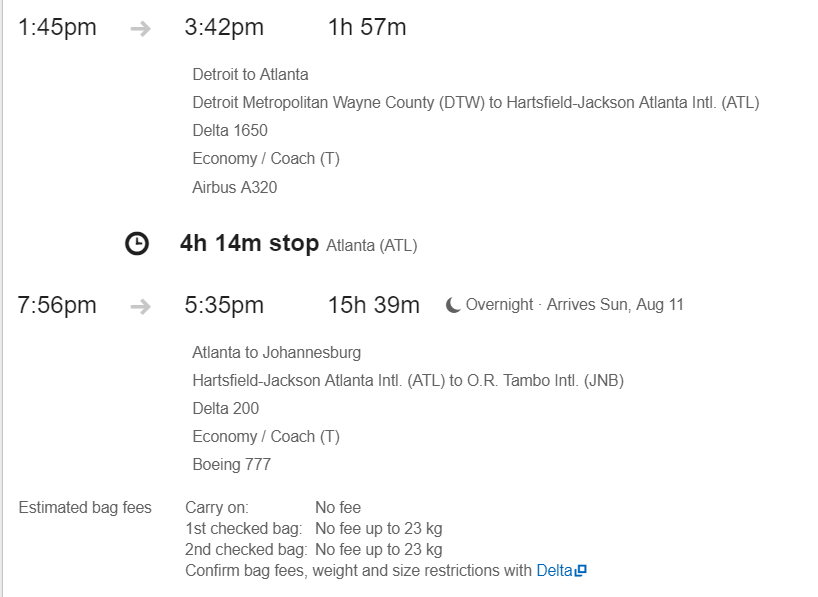 1:45pm 3:42pm 1h 57m
Detroit to Atlanta
Detroit Metropolitan Wayne County (DTW) to Hartsfield-Jackson Atlanta Intl. (ATL)
Delta 1650
Economy / Coach (T)
Airbus A320
4h 14m stop Atlanta (ATL)
7:56pm 5:35pm 15h 39m Overnight · Arrives Sun, Aug 11
Atlanta to Johannesburg
Hartsfield-Jackson Atlanta Intl. (ATL) to O.R. Tambo Intl. (JNB)
Delta 200
Economy / Coach (T)
Boeing 777
Estimated bag fees Carry on: No fee
1st checked bag: No fee up to 23 kg
2nd checked bag: No fee up to 23 kg
Confirm bag fees, weight and size restrictions with Delta